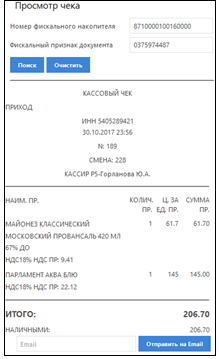 Просмотр чека
Номер фискального накопителя 8710000100160000
Фискальный признак документа 0375974487
Поиск Очистить
КАССОВЫЙ ЧЕК
ПРИХОД
ИНН 5405289421
30.10.2017 23:56
N: 189
СМЕНА: 228
КАССИР Р5-Горланова Ю.А.
НАИМ. ПР. КОЛИЧ. Ц. ЗА СУММА
ПР. ЕД. ПР. ПР.
МАЙОНЕЗ КЛАССИЧЕСКИЙ 1 61.7 61.70
МОСКОВСКИЙ ПРОВАНСАЛЬ 420 МЛ
67% ДО
НДС18% НДС ПР: 9.41
ПАРЛАМЕНТ АКВА БЛЮ 1 145 145.00
НДС18% НДС ПР: 22.12
ИТОГО: 206.70
НАЛИЧНЫМИ: 206.70
Email Отправить на Email